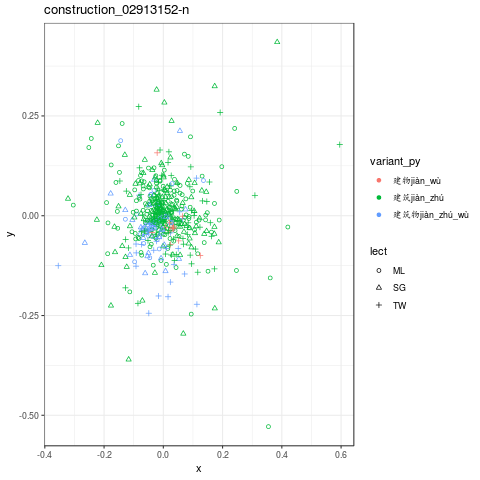 construction_02913152-n
y
0.25
0.00
-0.25
-0.50
-0.4
-0.2
0.0
0.2
0.4
0.6
x
variant_py
建物jiàn_wù
建筑jiàn_zhú
建筑物jiàn_zhú_wù
lect
ML
SG
TW